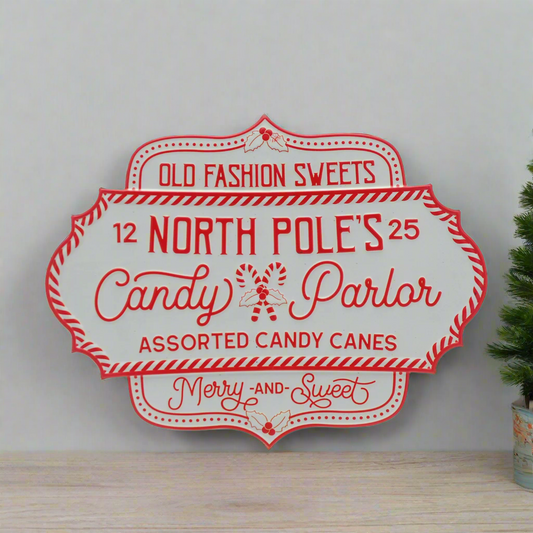 OLD FASHION SWEETS
12 NORTH POLE'S 25
Candy Parlor
ASSORTED CANDY CANES
Merry -AND- Sweet